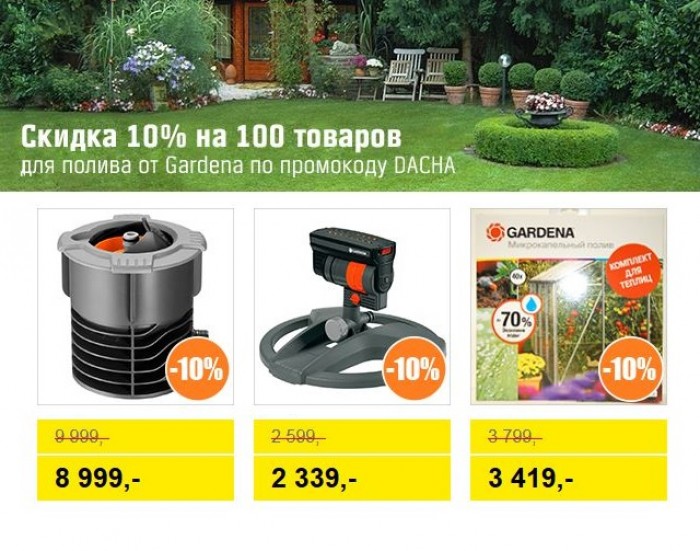 Скидка 10% на 100 товаров
для полива от Gardena по промокоду DACHA
-10%
-10%
GARDENA
Микрокапельный полив
КОМПЛЕКТ
ДЛЯ
ТЕПЛИЦ
40x
-70%
-10%
9 999,-
2 599,-
3 799,-
8 999,-
2 339,-
3 419,-